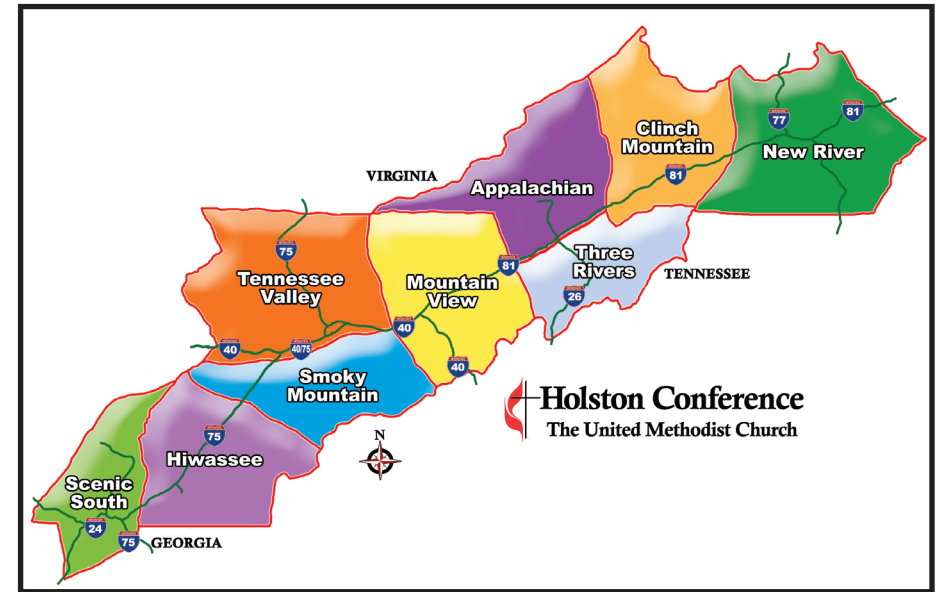 77
81
Clinch
Mountain
New River
81
VIRGINIA
Appalachian
75
Tennessee
Valley
Mountain
View
81
Three
Rivers
TENNESSEE
26
40
40
40/75
40
Smoky
Mountain
Holston Conference
The United Methodist Church
N
75
Hiwassee
Scenic
South
24
75
GEORGIA